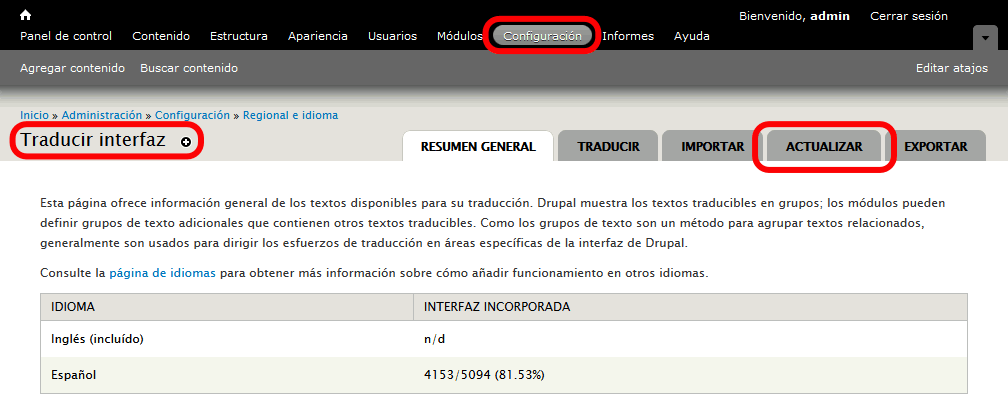 Bienvenido, admin Cerrar sesión
Panel de control Contenido Estructura Apariencia Usuarios Módulos Configuración Informes Ayuda
Agregar contenido Buscar contenido Editar atajos
Inicio » Administración » Configuración » Regional e idioma
Traducir interfaz
RESUMEN GENERAL TRADUCIR IMPORTAR ACTUALIZAR EXPORTAR
Esta página ofrece información general de los textos disponibles para su traducción. Drupal muestra los textos traducibles en grupos; los módulos pueden
definir grupos de texto adicionales que contienen otros textos traducibles. Como los grupos de texto son un método para agrupar textos relacionados,
generalmente son usados para dirigir los esfuerzos de traducción en áreas específicas de la interfaz de Drupal.
Consulte la página de idiomas para obtener más información sobre cómo añadir funcionamiento en otros idiomas.
IDIOMA INTERFAZ INCORPORADA
Inglés (incluído) n/d
Español 4153/5094 (81.53%)